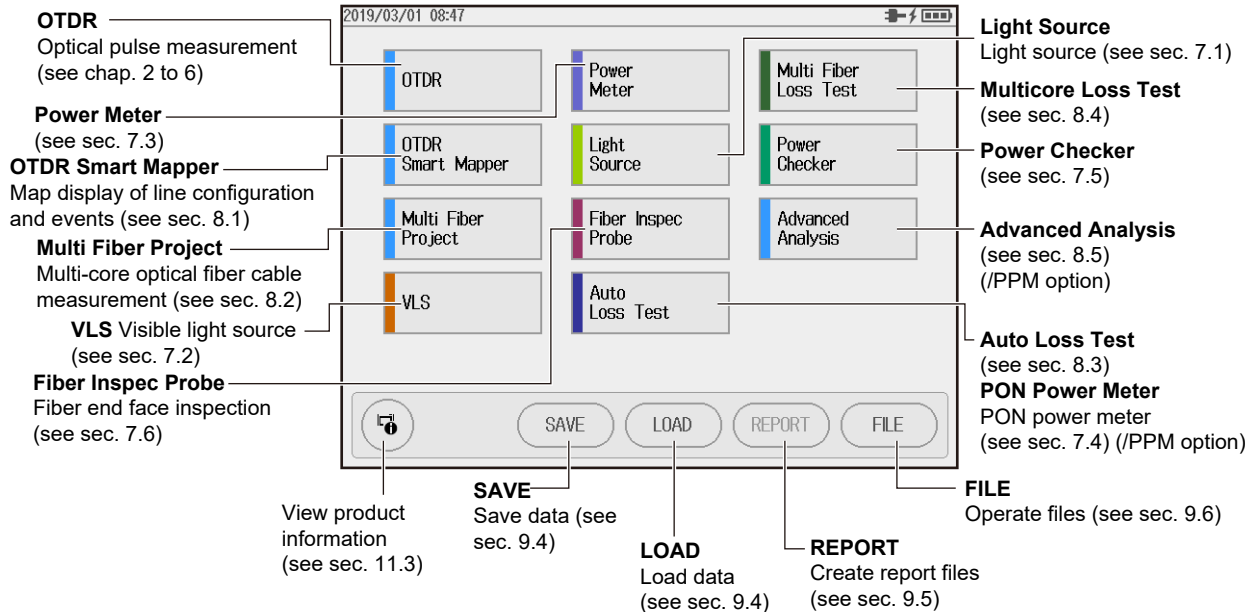 OTDR
Optical pulse measurement
(see chap. 2 to 6)
Power Meter
(see sec. 7.3)
OTDR Smart Mapper
Map display of line configuration
and events (see sec. 8.1)
Multi Fiber Project
Multi-core optical fiber cable
measurement (see sec. 8.2)
VLS Visible light source
(see sec. 7.2)
Fiber Inspec Probe
Fiber end face inspection
(see sec. 7.6)
2019/03/01 08:47
OTDR
Power
Meter
Multi Fiber
Loss Test
OTDR
Smart Mapper
Light
Source
Power
Checker
Multi Fiber
Project
Fiber Inspec
Probe
Advanced
Analysis
VLS
Auto
Loss Test
SAVE
LOAD
REPORT
FILE
Light Source
Light source (see sec. 7.1)
Multicore Loss Test
(see sec. 8.4)
Power Checker
(see sec. 7.5)
Advanced Analysis
(see sec. 8.5)
(/PPM option)
Auto Loss Test
(see sec. 8.3)
PON Power Meter
PON power meter
(see sec. 7.4) (/PPM option)
View product
information
(see sec. 11.3)
SAVE
Save data (see
sec. 9.4)
LOAD
Load data
(see sec. 9.4)
REPORT
Create report files
(see sec. 9.5)
FILE
Operate files (see sec. 9.6)